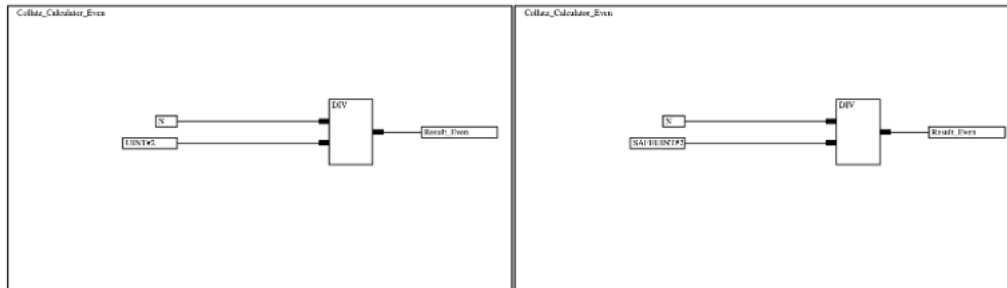 Collatz_Calculator_Even
DIV
N
UINT#2
Result_Even
Collatz_Calculator_Even
DIV
N
SAFEUINT#2
Result_Even